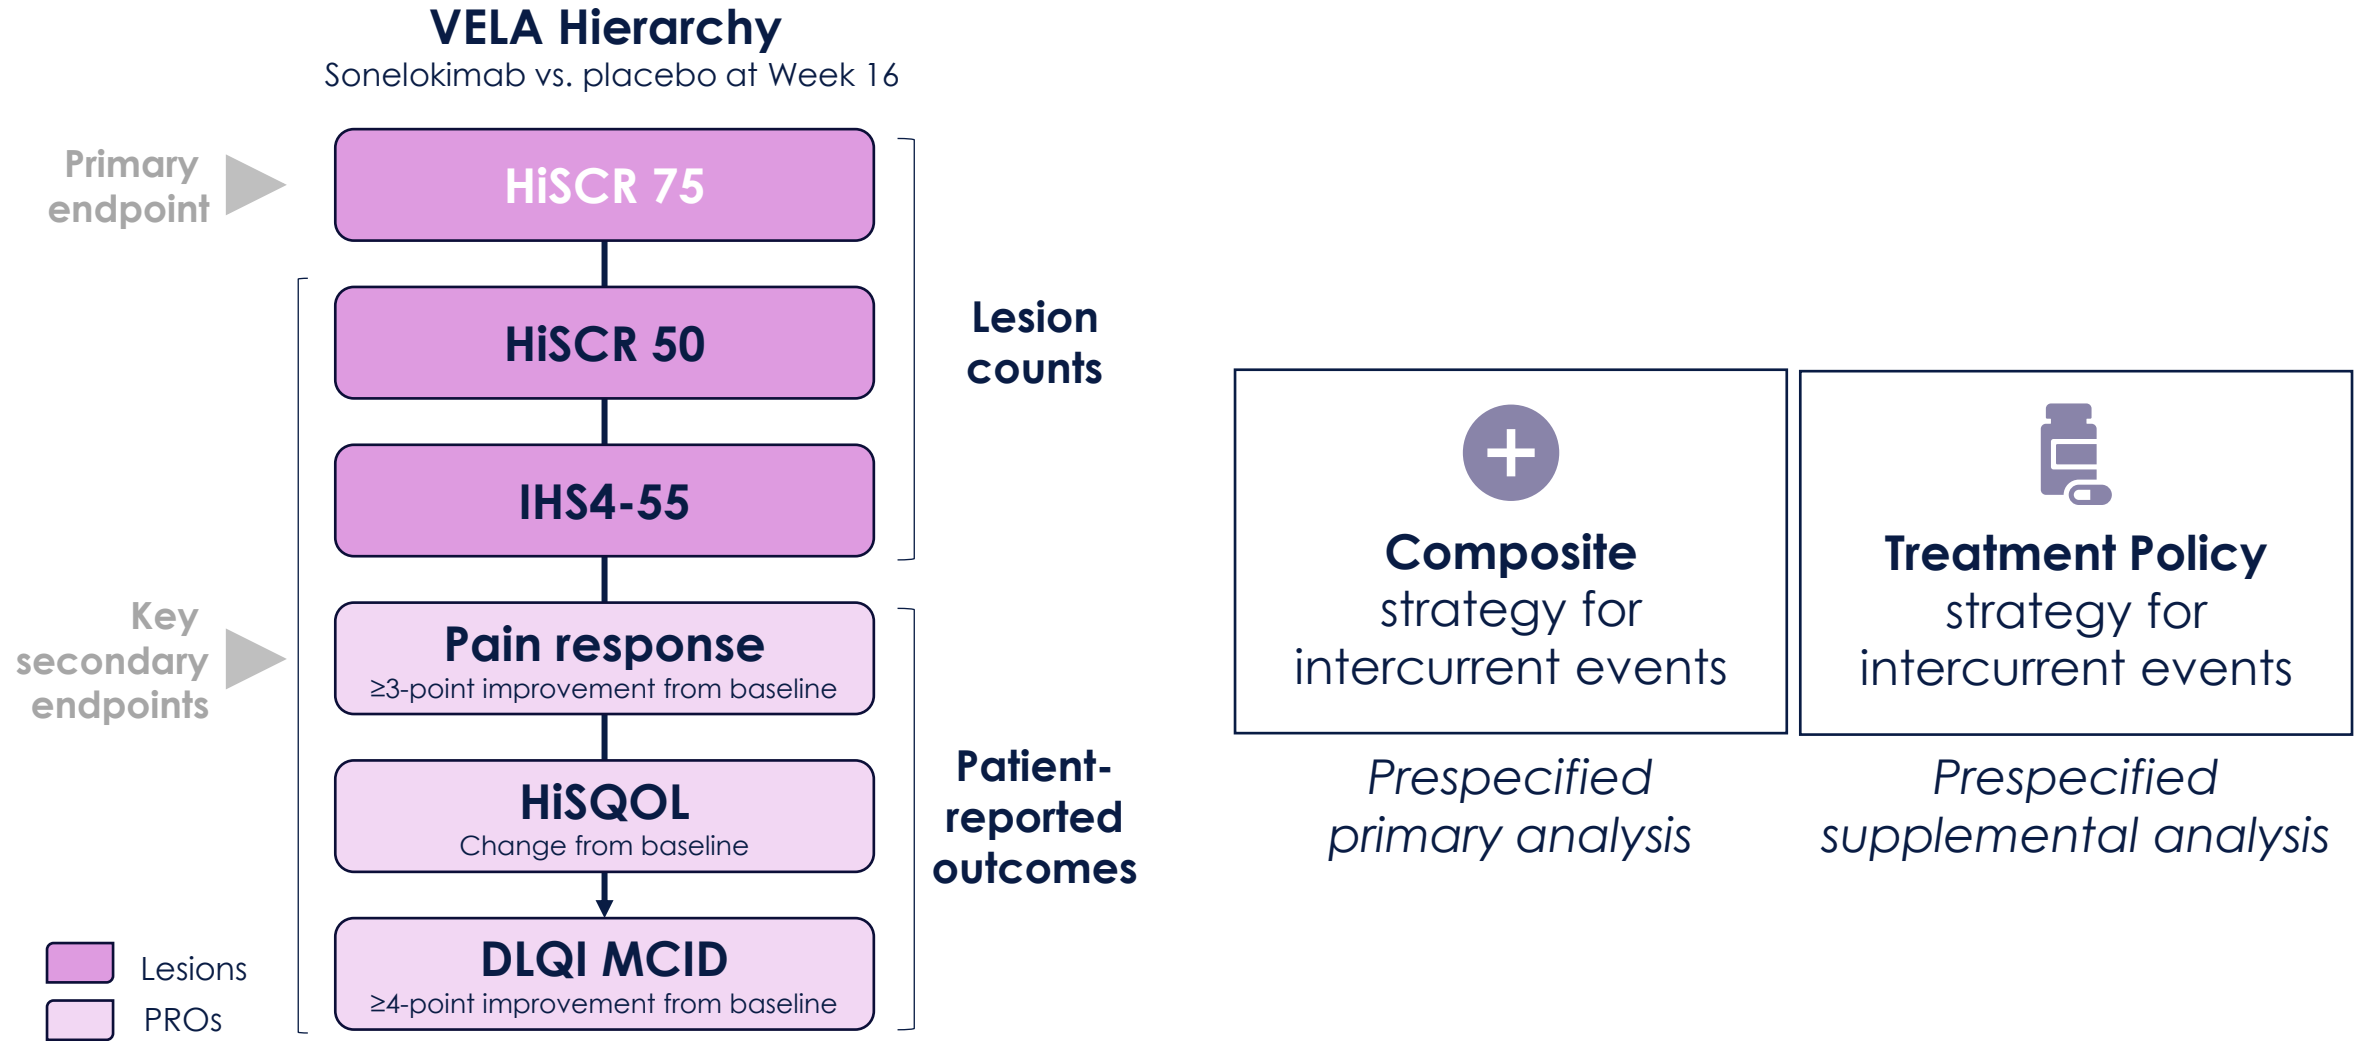 VELA Hierarchy
Sonelokimab vs. placebo at Week 16
Primary
endpoint
HiSCR 75
HiSCR 50
IHS4-55
Lesion
counts
Key
secondary
endpoints
Pain response
≥3-point improvement from baseline
HiSQOL
Change from baseline
DLQI MCID
≥4-point improvement from baseline
Patient-
reported
outcomes
Lesions
PROs
Composite
strategy for
intercurrent events
Prespecified
primary analysis
Treatment Policy
strategy for
intercurrent events
Prespecified
supplemental analysis